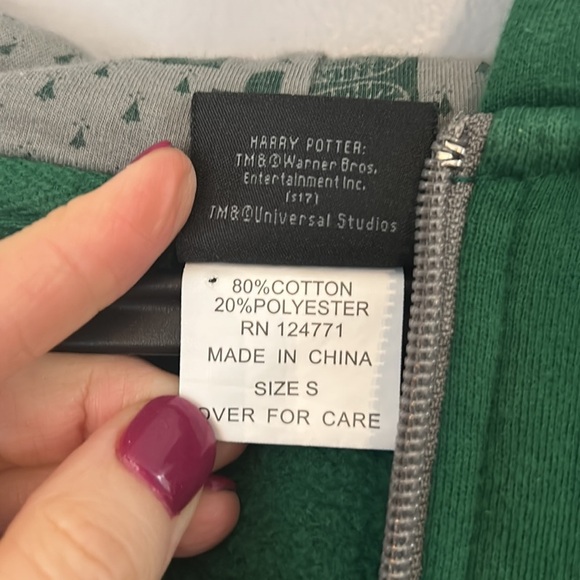 HARRY POTTER:
TM&©Warner Bros.
Entertainment Inc.
(s17)
TM&©Universal Studios
80%COTTON
20%POLYESTER
RN 124771
MADE IN CHINA
SIZE S
OVER FOR CARE